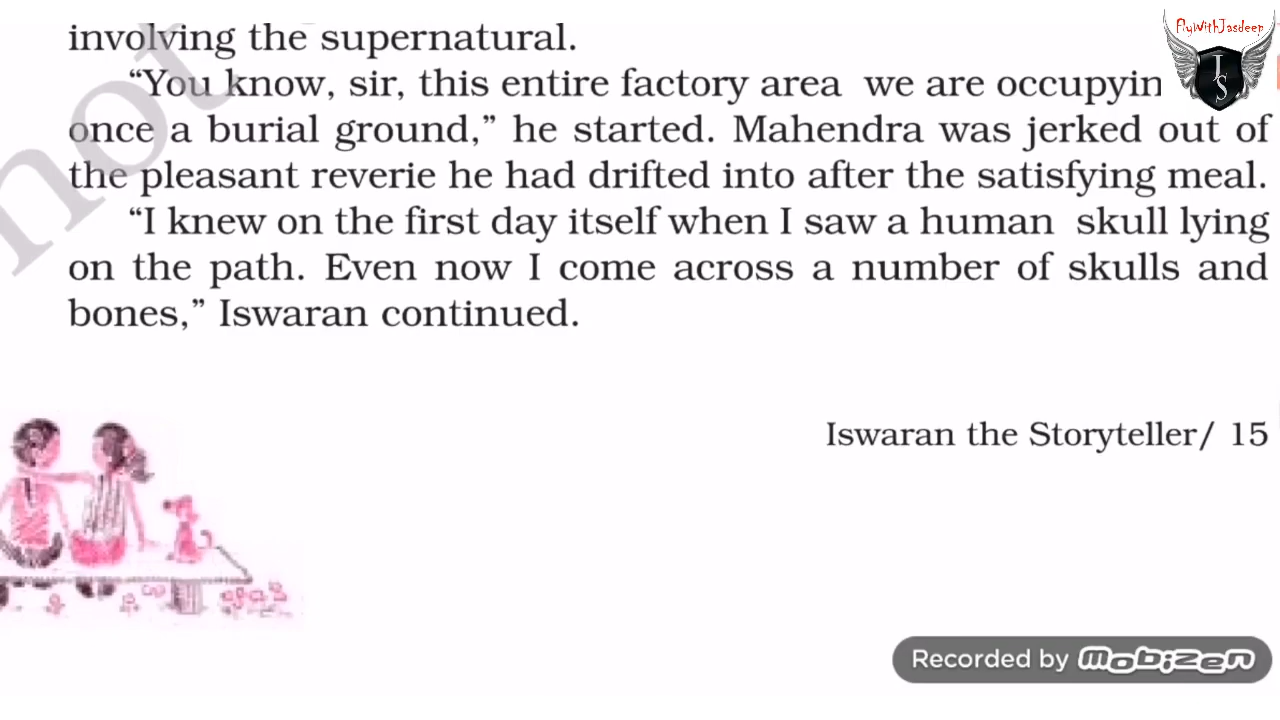 FlyWithJasdeep
involving the supernatural.
“You know, sir, this entire factory area we are occupyin
once a burial ground,” he started. Mahendra was jerked out of
the pleasant reverie he had drifted into after the satisfying meal.
“I knew on the first day itself when I saw a human skull lying
on the path. Even now I come across a number of skulls and
bones,” Iswaran continued.
Iswaran the Storyteller/ 15
not
J
S
Recorded by mobizen